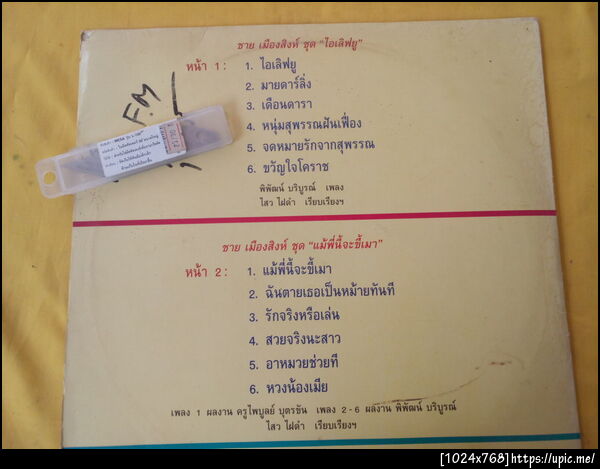 ชาย เมืองสิงห์ ชุด "ไอเลิฟยู"
หน้า 1 : 1. ไอเลิฟยู
2. มายดาร์ลิ่ง
3. เดือนดารา
4. หนุ่มสุพรรณฝันเฟื่อง
5. จดหมายรักจากสุพรรณ
6. ขวัญใจโคราช
พิพัฒน์ บริบูรณ์ เพลง
ไสว ไฝดำ เรียบเรียงฯ
F.M
ชาย เมืองสิงห์ ชุด "แม้พี่นี้จะขี้เมา"
หน้า 2 : 1. แม้พี่นี้จะขี้เมา
2. ฉันตายเธอเป็นหม้ายทันที
3. รักจริงหรือเล่น
4. สวยจริงนะสาว
5. อาหมวยช่วยที
6. หวงน้องเมีย
เพลง 1 ผลงาน ครูไพบูลย์ บุตรขัน เพลง 2-6 ผลงาน พิพัฒน์ บริบูรณ์
ไสว ไฝดำ เรียบเรียงฯ
[1024x768]https://upic.me/